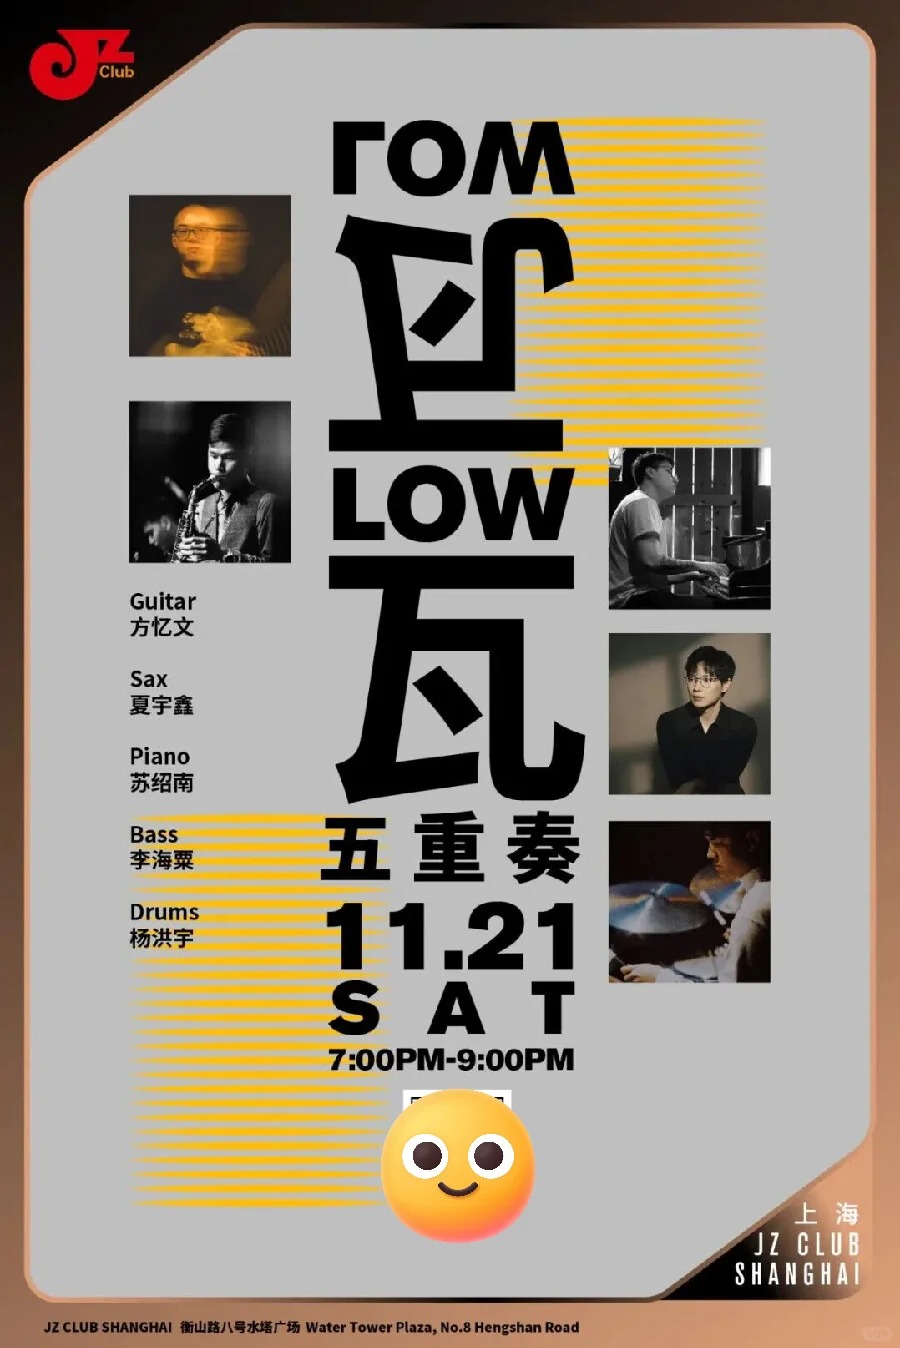 JZ Club
LOW
瓦
LOW
瓦
五重奏
11.21
SAT
7:00PM-9:00PM
Guitar
方忆文
Sax
夏宇鑫
Piano
苏绍南
Bass
李海粟
Drums
杨洪宇
上海
JZ CLUB
SHANGHAI
JZ CLUB SHANGHAI 衡山路八号水塔广场 Water Tower Plaza, No.8 Hengshan Road